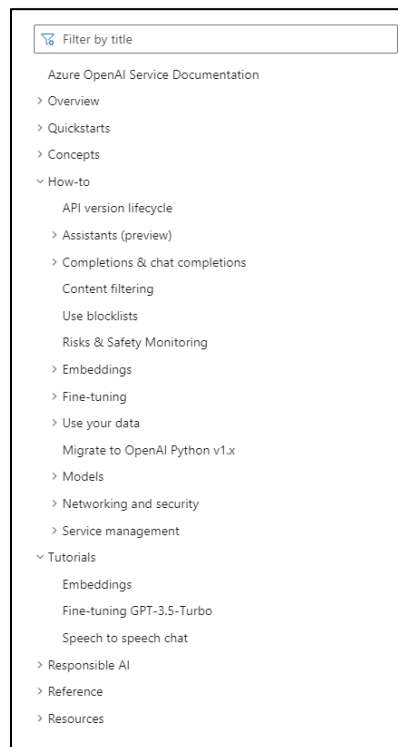 Filter by title
Azure OpenAI Service Documentation
Overview
Quickstarts
Concepts
How-to
API version lifecycle
Assistants (preview)
Completions & chat completions
Content filtering
Use blocklists
Risks & Safety Monitoring
Embeddings
Fine-tuning
Use your data
Migrate to OpenAI Python v1.x
Models
Networking and security
Service management
Tutorials
Embeddings
Fine-tuning GPT-3.5-Turbo
Speech to speech chat
Responsible AI
Reference
Resources